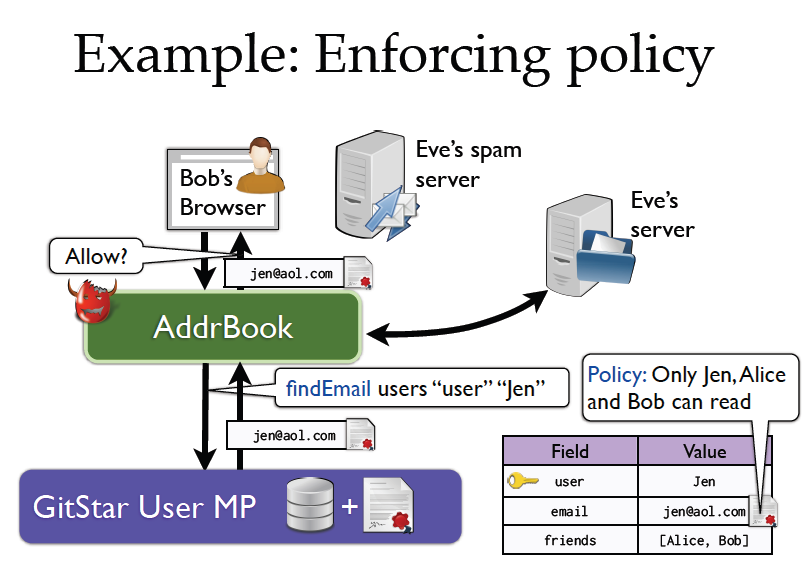 Example: Enforcing policy
Bob's
Browser
Eve's spam
server
Eve's
server
Allow?
jen@aol.com
AddrBook
findEmail users “user” “Jen”
Policy: Only Jen, Alice
and Bob can read
jen@aol.com
GitStar User MP
+
Field Value
user Jen
email jen@aol.com
friends [Alice, Bob]